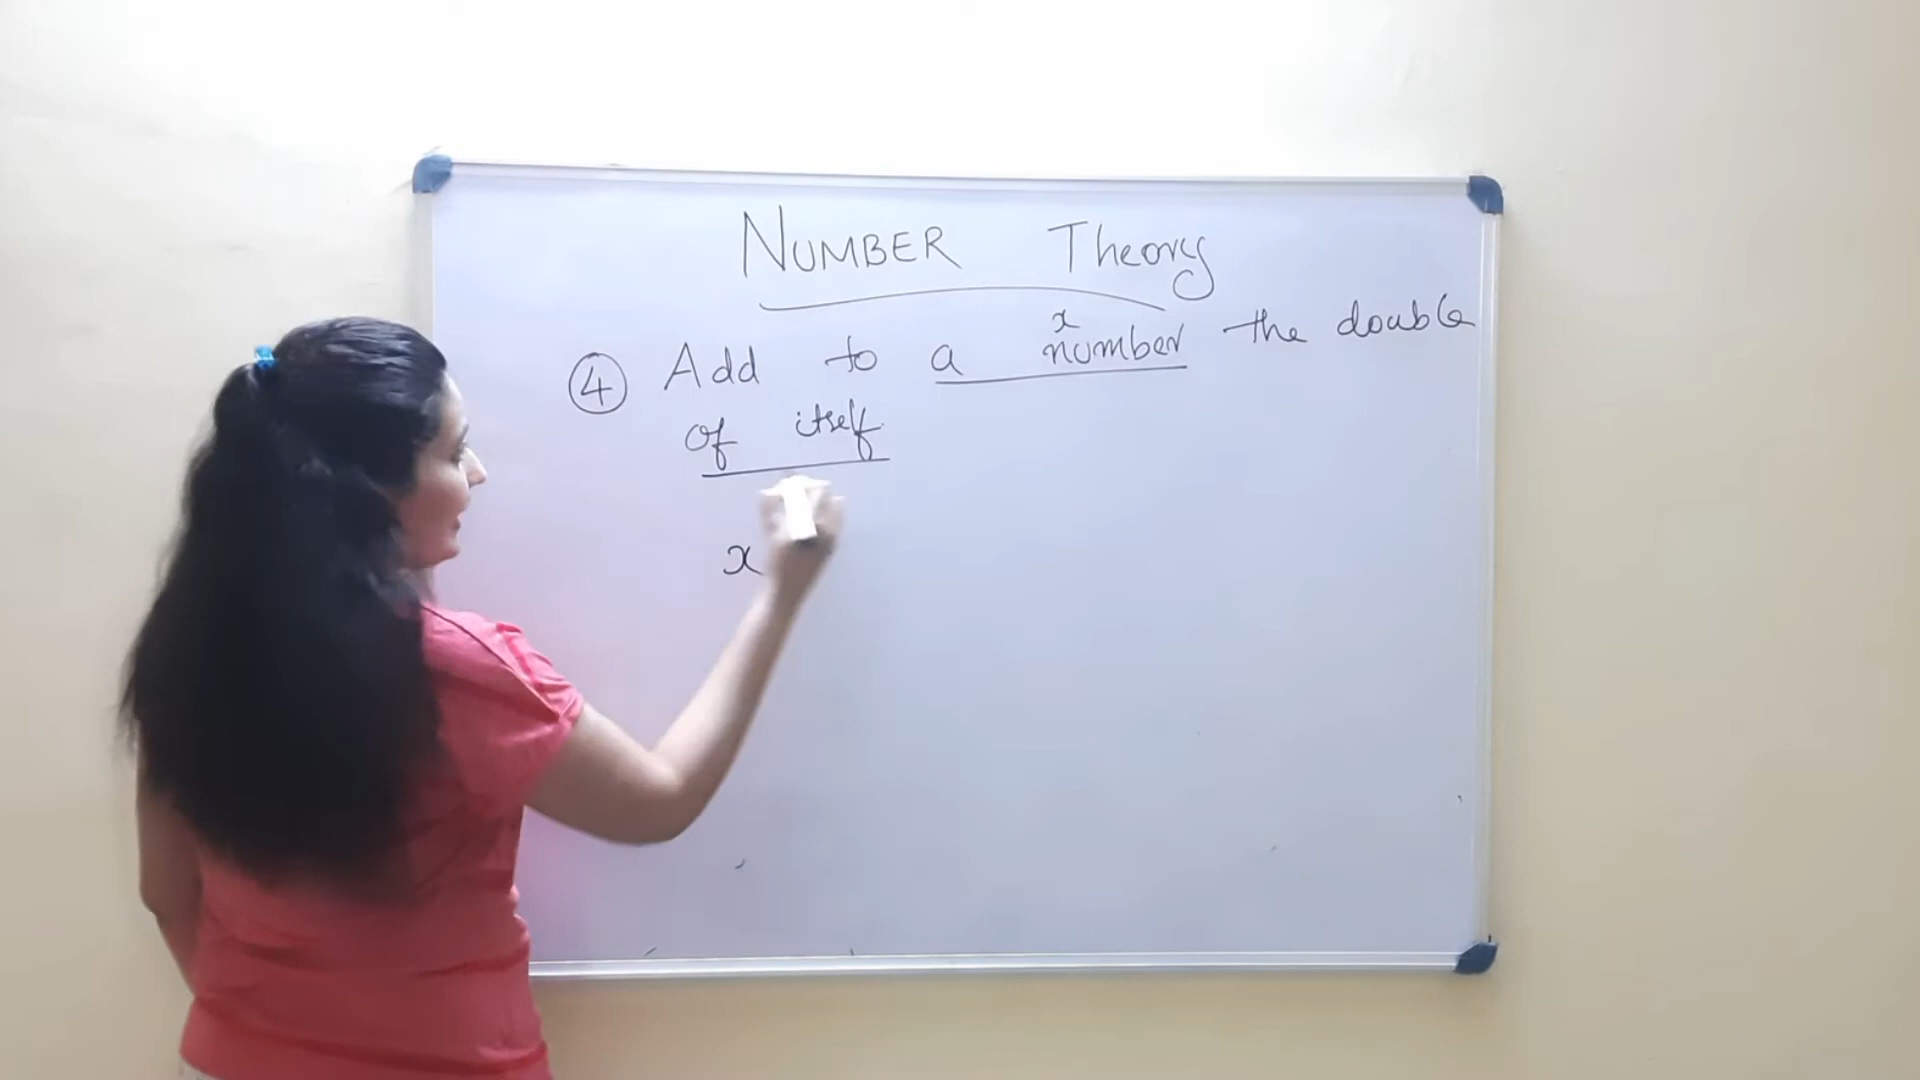 NUMBER Theory
x
④ Add to a number the double
of itself
x